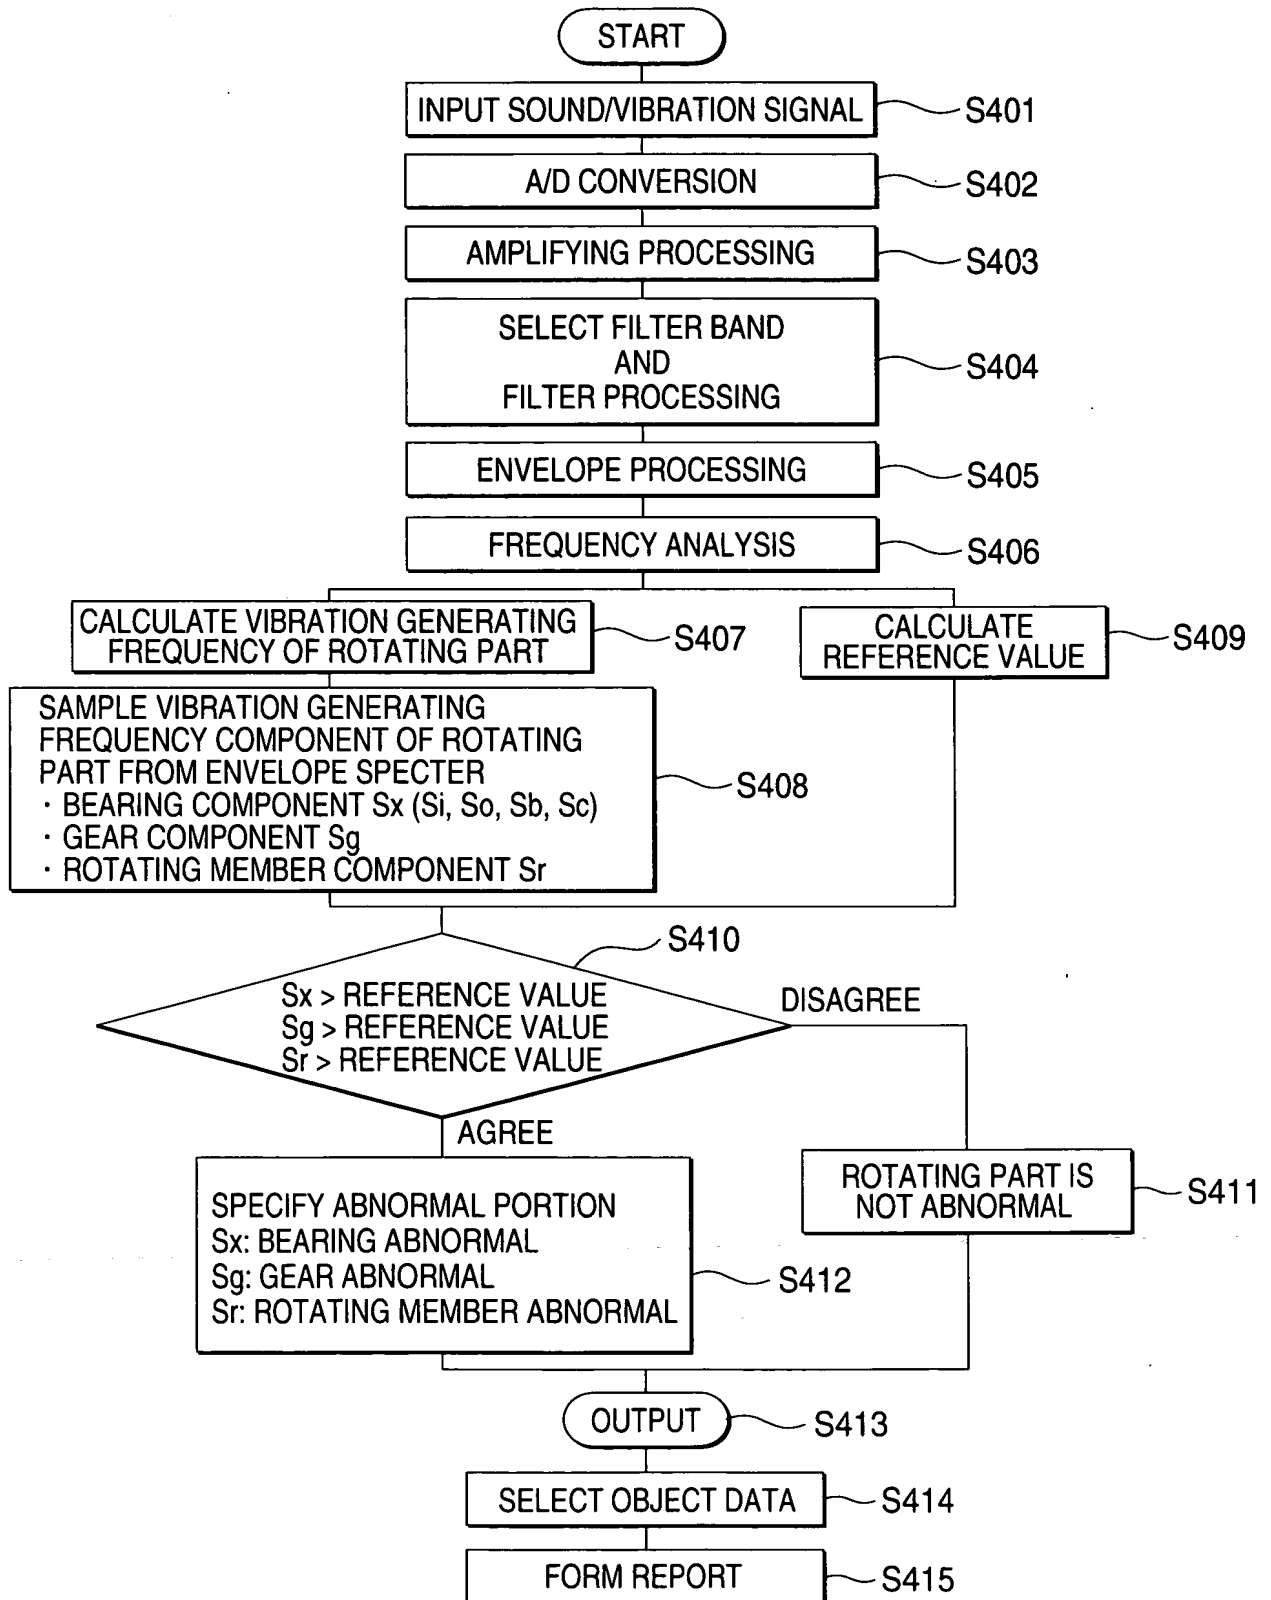 START
INPUT SOUND/VIBRATION SIGNAL
S401
A/D CONVERSION
S402
AMPLIFYING PROCESSING
S403
SELECT FILTER BAND
AND
FILTER PROCESSING
S404
ENVELOPE PROCESSING
S405
FREQUENCY ANALYSIS
S406
CALCULATE VIBRATION GENERATING
FREQUENCY OF ROTATING PART
S407
CALCULATE
REFERENCE VALUE
S409
SAMPLE VIBRATION GENERATING
FREQUENCY COMPONENT OF ROTATING
PART FROM ENVELOPE SPECTER
· BEARING COMPONENT Sx (Si, So, Sb, Sc)
· GEAR COMPONENT Sg
· ROTATING MEMBER COMPONENT Sr
S408
S410
Sx > REFERENCE VALUE
Sg > REFERENCE VALUE
Sr > REFERENCE VALUE
DISAGREE
AGREE
SPECIFY ABNORMAL PORTION
Sx: BEARING ABNORMAL
Sg: GEAR ABNORMAL
Sr: ROTATING MEMBER ABNORMAL
S412
ROTATING PART IS
NOT ABNORMAL
S411
OUTPUT
S413
SELECT OBJECT DATA
S414
FORM REPORT
S415